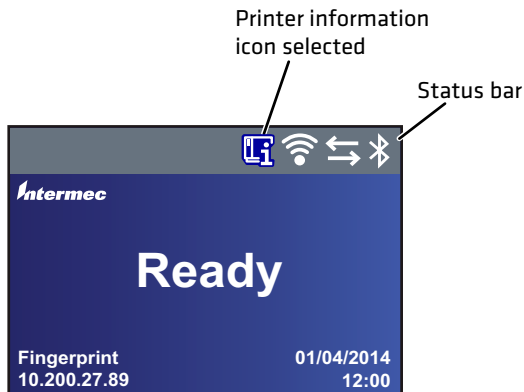 Printer information
icon selected
Status bar
Intermec
Ready
Fingerprint
01/04/2014
10.200.27.89
12:00